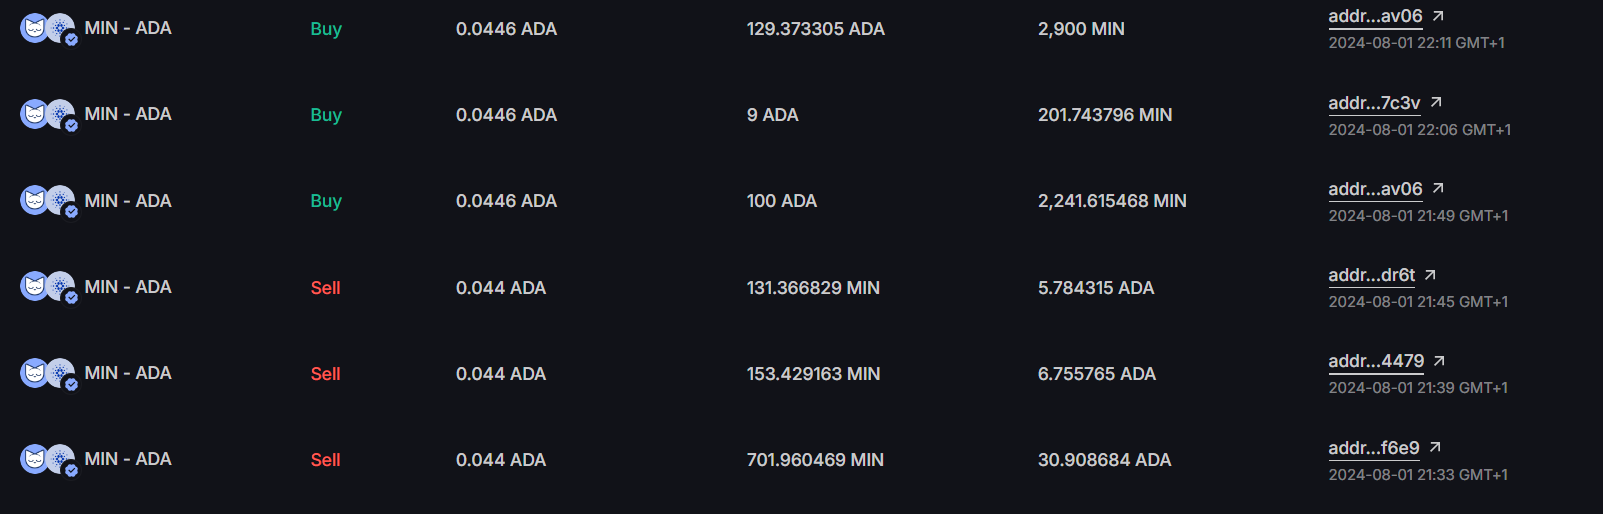 MIN - ADA Buy 0.0446 ADA 129.373305 ADA 2,900 MIN addr...av06
2024-08-01 22:11 GMT+1
MIN - ADA Buy 0.0446 ADA 9 ADA 201.743796 MIN addr...7c3v
2024-08-01 22:06 GMT+1
MIN - ADA Buy 0.0446 ADA 100 ADA 2,241.615468 MIN addr...av06
2024-08-01 21:49 GMT+1
MIN - ADA Sell 0.044 ADA 131.366829 MIN 5.784315 ADA addr...dr6t
2024-08-01 21:45 GMT+1
MIN - ADA Sell 0.044 ADA 153.429163 MIN 6.755765 ADA addr...4479
2024-08-01 21:39 GMT+1
MIN - ADA Sell 0.044 ADA 701.960469 MIN 30.908684 ADA addr...f6e9
2024-08-01 21:33 GMT+1